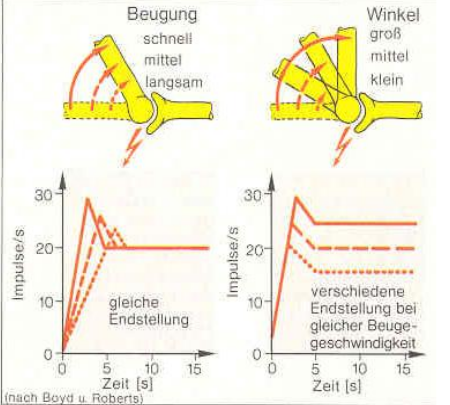 Beugung
schnell
mittel
langsam
Winkel
groß
mittel
klein
Impulse/s
30
20
10
0
gleiche
Endstellung
0
5
10
15
Zeit [s]
Impulse/s
30
20
10
0
verschiedene
Endstellung bei
gleicher Beuge-
geschwindigkeit
0
5
10
15
Zeit [s]
(nach Boyd u. Roberts)